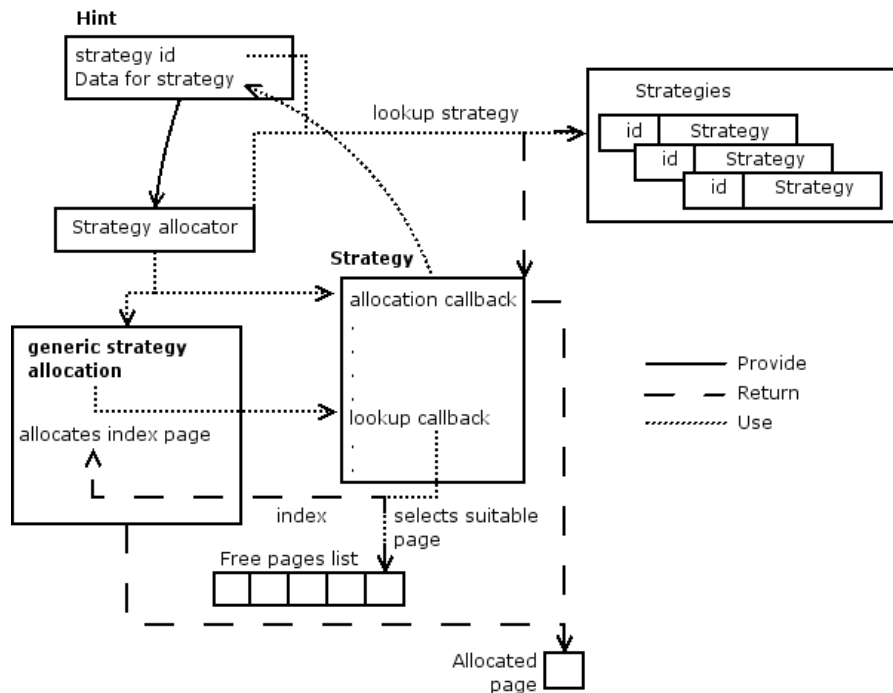 Hint
strategy id
Data for strategy
lookup strategy
Strategies
id Strategy
id Strategy
id Strategy
Strategy allocator
Strategy
allocation callback
.
.
.
.
.
lookup callback
.
.
generic strategy
allocation
allocates index page
Provide
Return
Use
index
selects suitable
page
Free pages list
Allocated
page